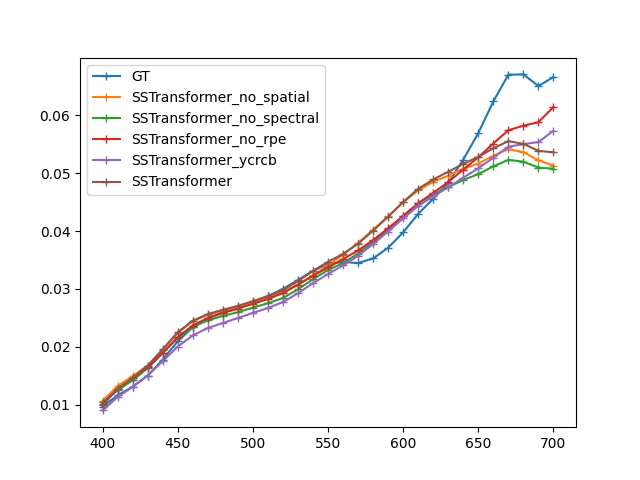 GT
SSTransformer_no_spatial
SSTransformer_no_spectral
SSTransformer_no_rpe
SSTransformer_ycrcb
SSTransformer
0.06
0.05
0.04
0.03
0.02
0.01
400 450 500 550 600 650 700